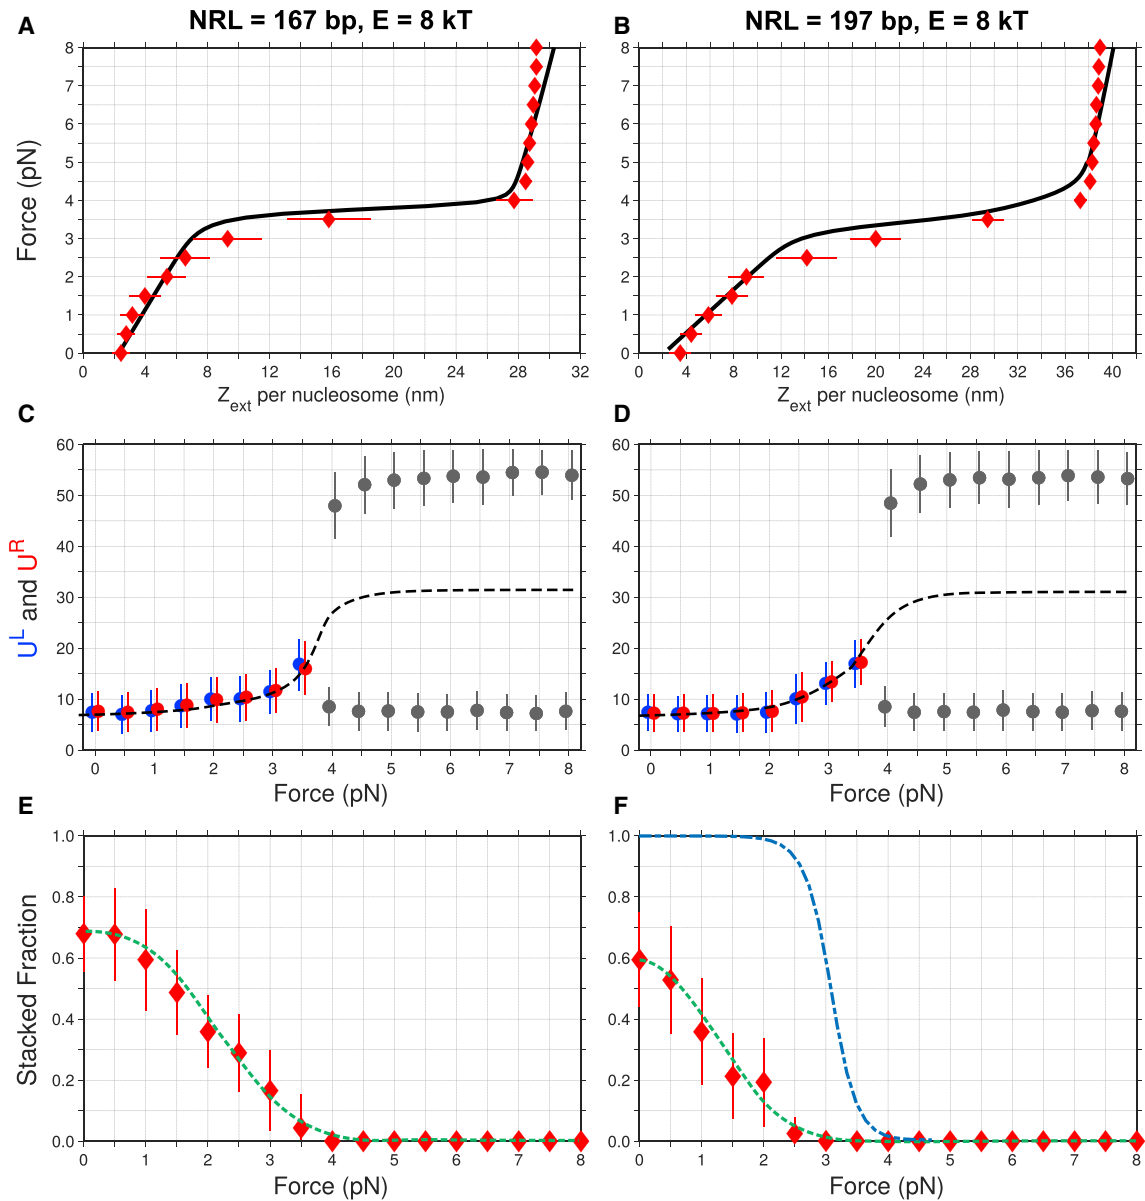 A
NRL = 167 bp, E = 8 kT
B
NRL = 197 bp, E = 8 kT
Force (pN)
8
7
6
5
4
3
2
1
0
0 4 8 12 16 20 24 28 32
Z_ext per nucleosome (nm)
8
7
6
5
4
3
2
1
0
0 4 8 12 16 20 24 28 32 36 40
Z_ext per nucleosome (nm)
C
D
U^L and U^R
60
50
40
30
20
10
0
0 1 2 3 4 5 6 7 8
Force (pN)
60
50
40
30
20
10
0
0 1 2 3 4 5 6 7 8
Force (pN)
E
F
Stacked Fraction
1.0
0.8
0.6
0.4
0.2
0.0
0 1 2 3 4 5 6 7 8
Force (pN)
1.0
0.8
0.6
0.4
0.2
0.0
0 1 2 3 4 5 6 7 8
Force (pN)